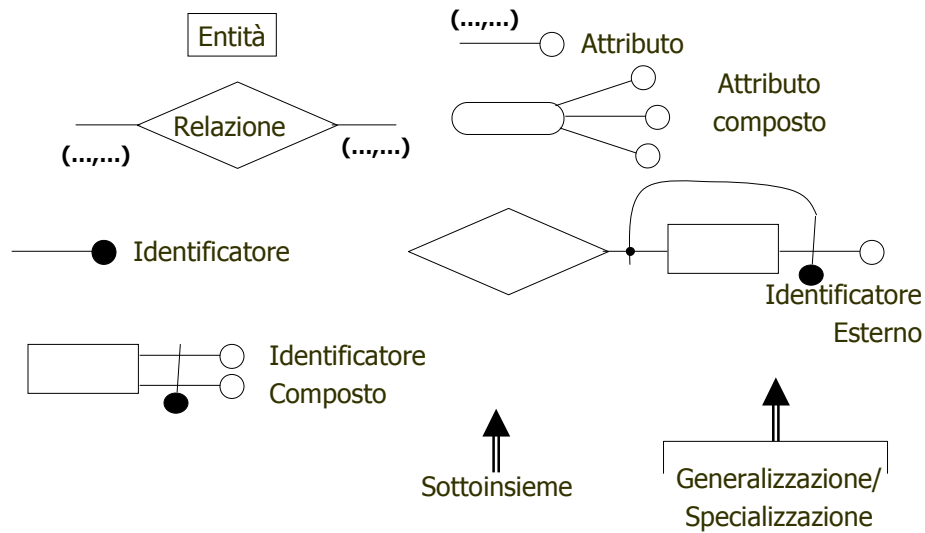 Entità
(...,...)
Attributo
Attributo
composto
Relazione
(...,...)
(...,...)
Identificatore
Identificatore
Esterno
Identificatore
Composto
Sottoinsieme
Generalizzazione/
Specializzazione